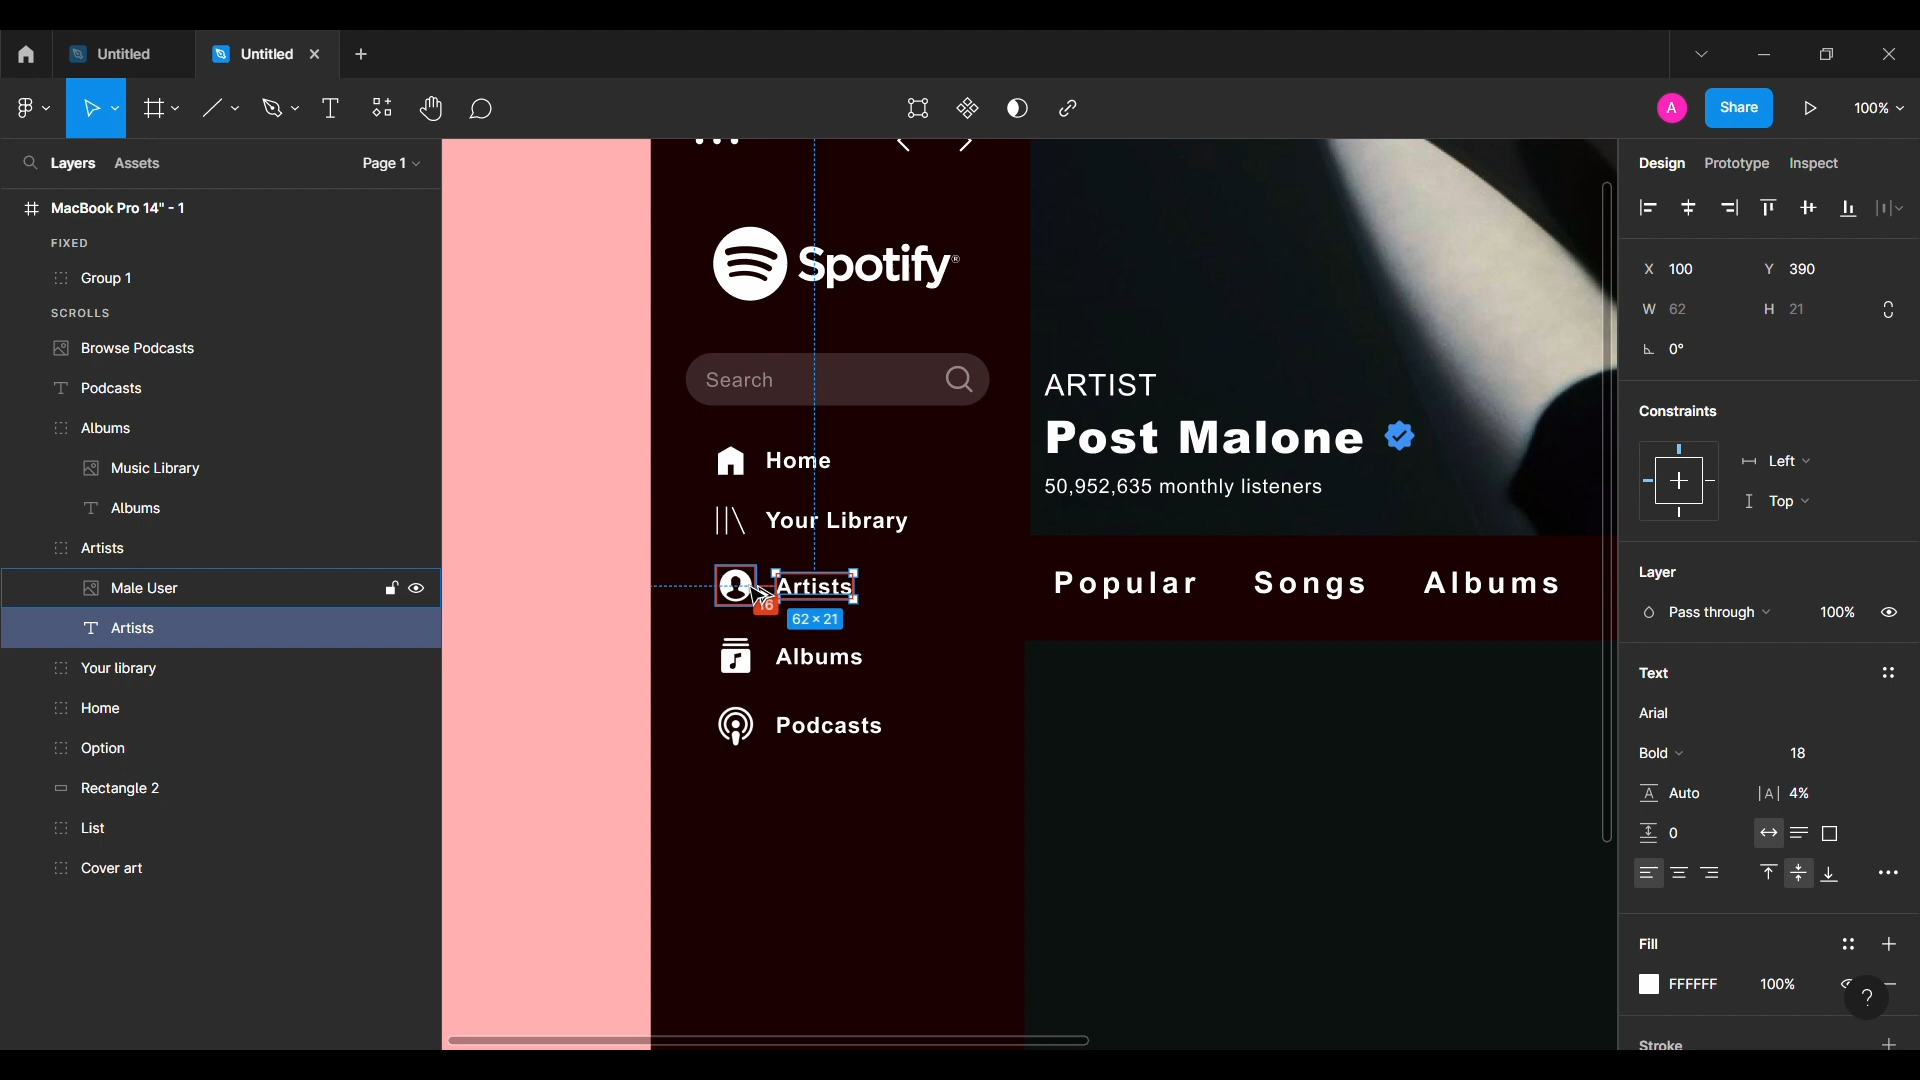 Untitled
Untitled
A
Share
100%
Layers
Assets
Page 1
MacBook Pro 14" - 1
FIXED
Group 1
SCROLLS
Browse Podcasts
Podcasts
Albums
Music Library
Albums
Artists
Male User
Artists
Your library
Home
Option
Rectangle 2
List
Cover art
Spotify®
Search
Home
Your Library
Artists
16
62 × 21
Albums
Podcasts
ARTIST
Post Malone
50,952,635 monthly listeners
Popular Songs Albums
Design Prototype Inspect
X 100 Y 390
W 62 H 21
0°
Constraints
Left
Top
Layer
Pass through 100%
Text
Arial
Bold 18
Auto 4%
0
Fill
FFFFFF 100%
?
Stroke